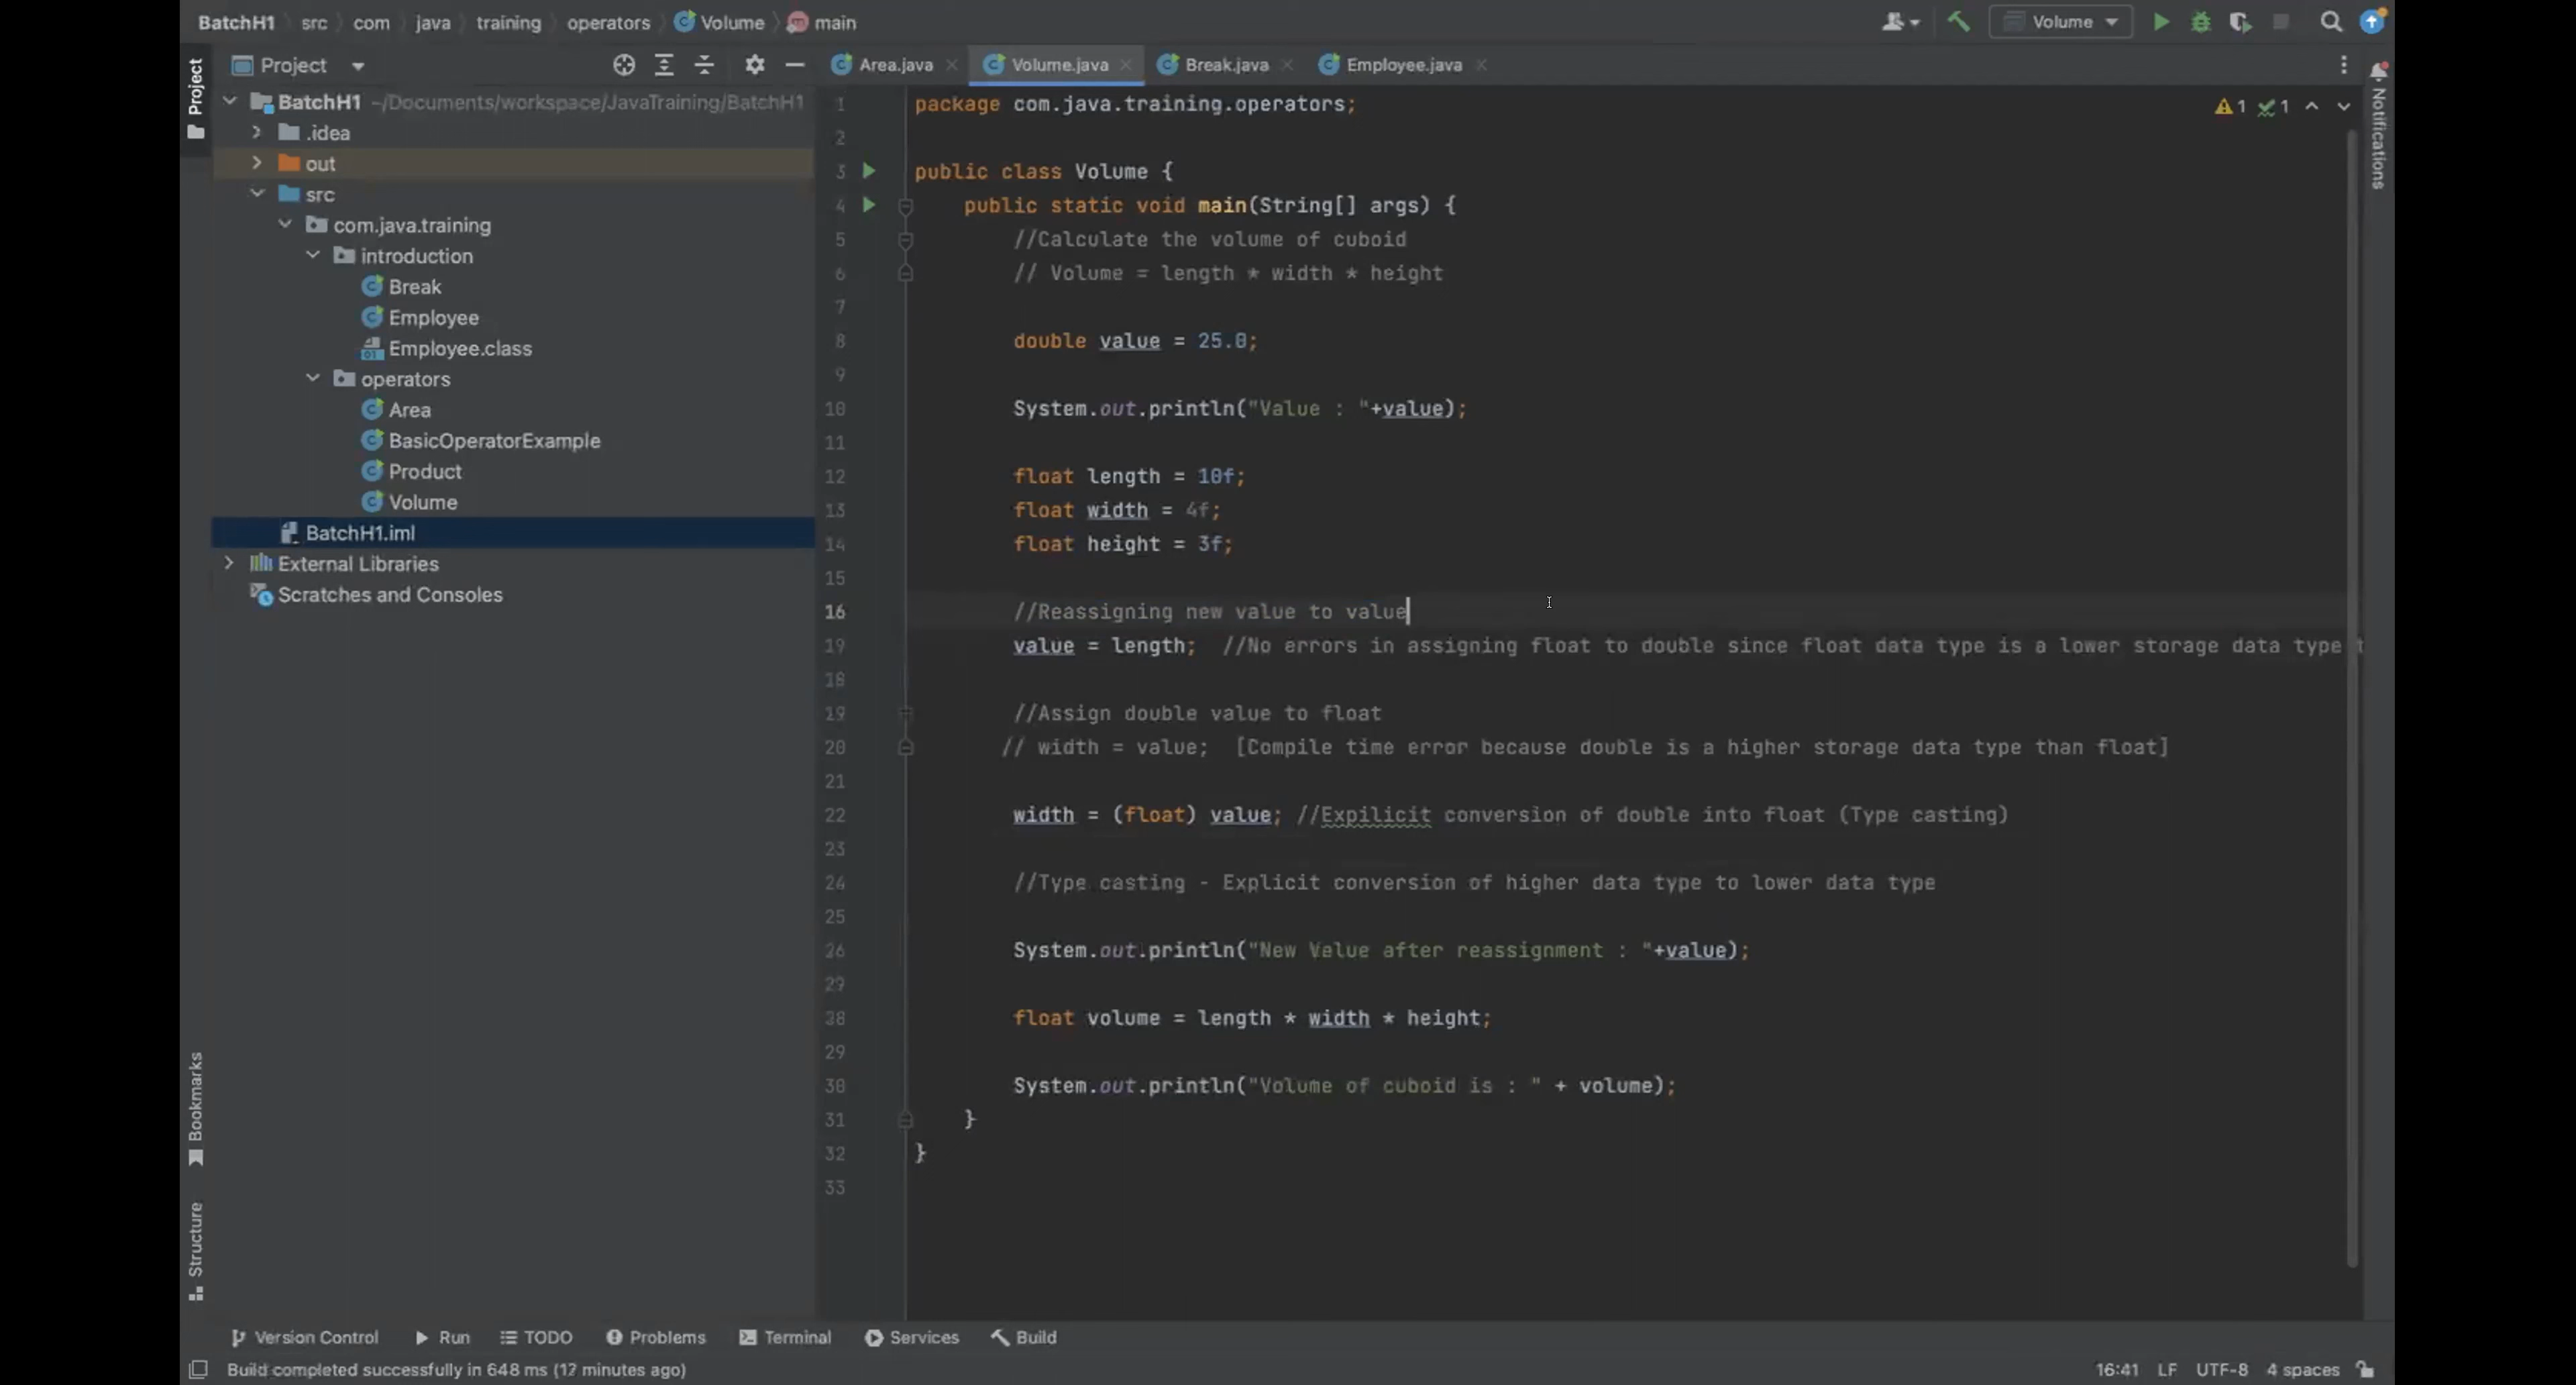 BatchH1 src com java training operators Volume main
Volume
Project
Area.java
Volume.java
Break.java
Employee.java
Project
BatchH1 ~/Documents/workspace/JavaTraining/BatchH1
.idea
out
src
com.java.training
introduction
Break
Employee
Employee.class
operators
Area
BasicOperatorExample
Product
Volume
BatchH1.iml
External Libraries
Scratches and Consoles
1 package com.java.training.operators;
2
3 public class Volume {
4 public static void main(String[] args) {
5 //Calculate the volume of cuboid
6 // Volume = length * width * height
7
8 double value = 25.0;
9
10 System.out.println("Value : "+value);
11
12 float length = 10f;
13 float width = 4f;
14 float height = 3f;
15
16 //Reassigning new value to value
19 value = length; //No errors in assigning float to double since float data type is a lower storage data type t
18
19 //Assign double value to float
20 // width = value; [Compile time error because double is a higher storage data type than float]
21
22 width = (float) value; //Expilicit conversion of double into float (Type casting)
23
24 //Type casting - Explicit conversion of higher data type to lower data type
25
26 System.out.println("New Value after reassignment : "+value);
29
28 float volume = length * width * height;
29
30 System.out.println("Volume of cuboid is : " + volume);
31 }
32 }
33
1 1
Notifications
Bookmarks
Structure
Version Control Run TODO Problems Terminal Services Build
Build completed successfully in 648 ms (17 minutes ago)
16:41 LF UTF-8 4 spaces